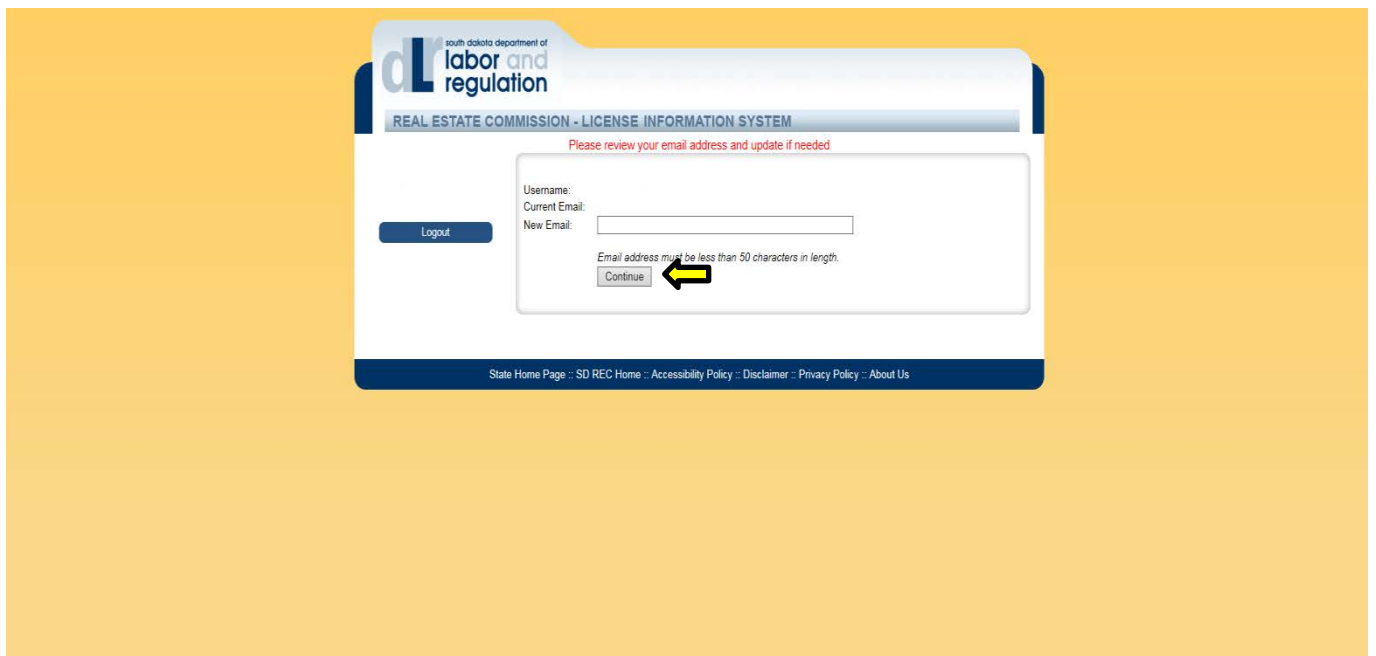 south dakota department of
dlr labor and
regulation
REAL ESTATE COMMISSION - LICENSE INFORMATION SYSTEM
Please review your email address and update if needed
Username:
Current Email:
Logout
New Email:
Email address must be less than 50 characters in length.
Continue
State Home Page :: SD REC Home :: Accessibility Policy :: Disclaimer :: Privacy Policy :: About Us